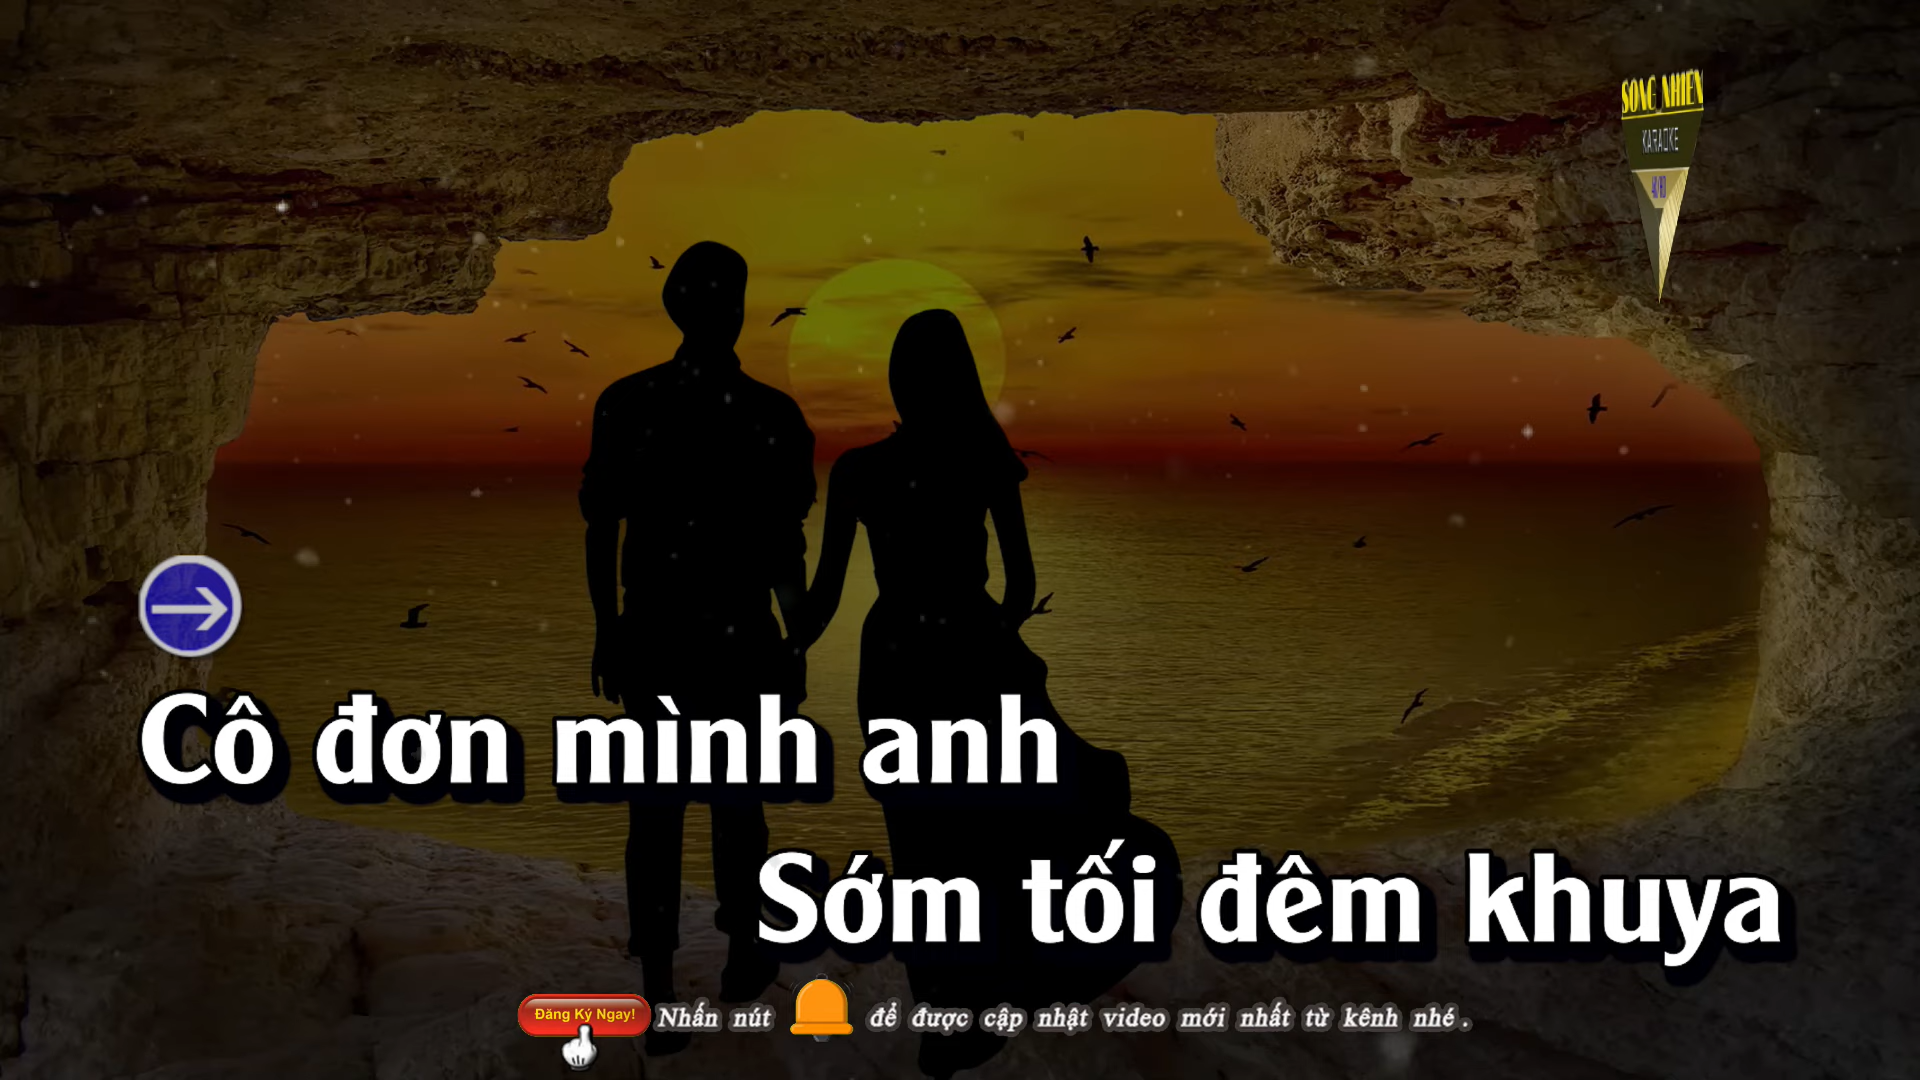 SONG NHIÊN
KARAOKE
Cô đơn mình anh
Sớm tối đêm khuya
Đăng Ký Ngay! Nhấn nút để được cập nhật video mới nhất từ kênh nhé .